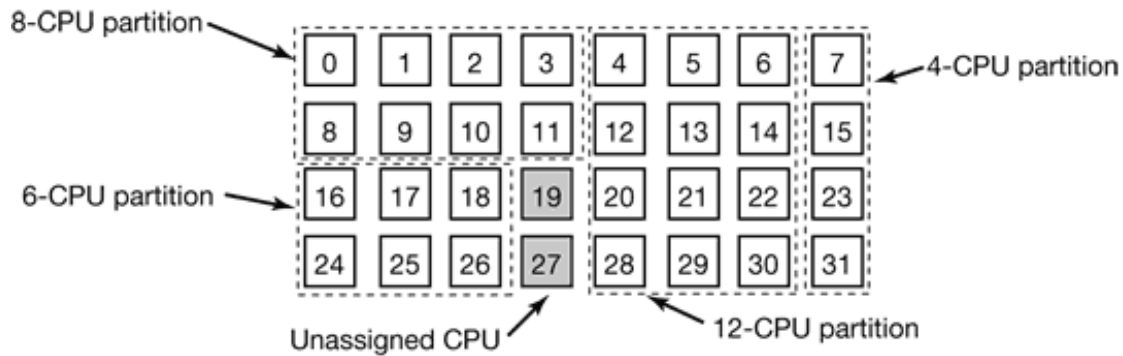 8-CPU partition
0 1 2 3 4 5 6 7
4-CPU partition
8 9 10 11 12 13 14 15
6-CPU partition
16 17 18 19 20 21 22 23
24 25 26 27 28 29 30 31
Unassigned CPU
12-CPU partition